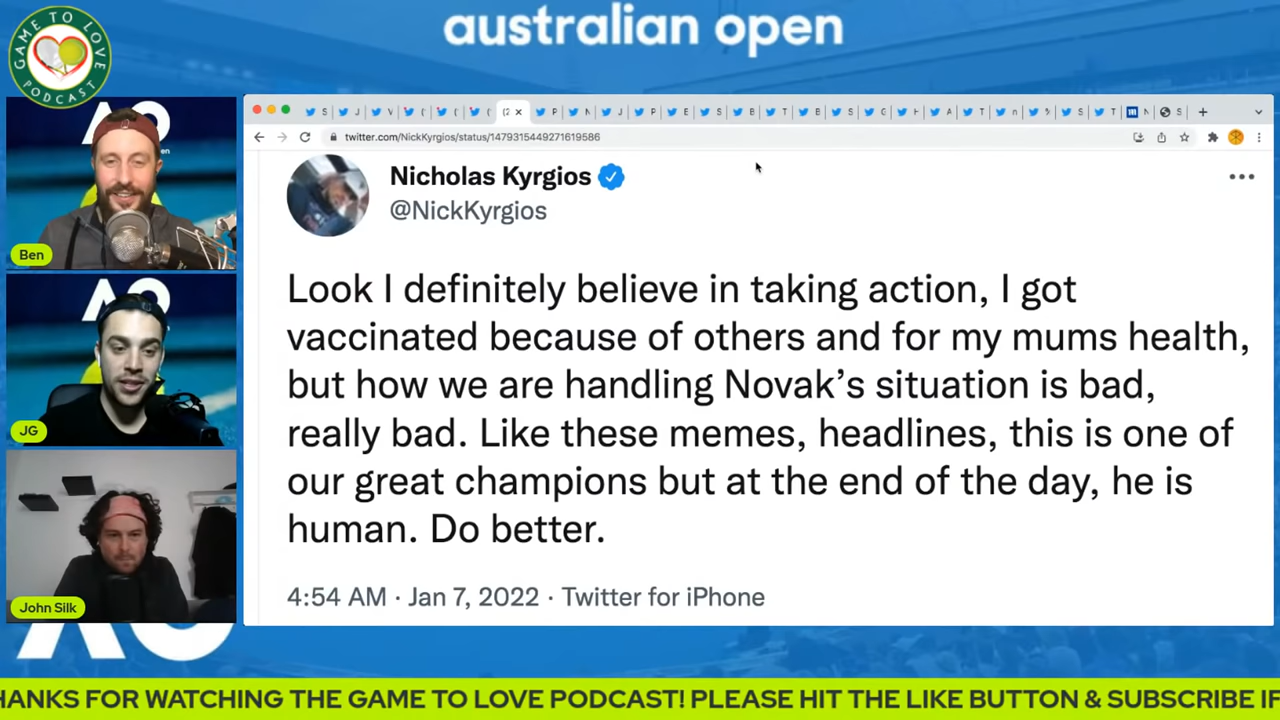 australian open
GAME TO LOVE
PODCAST
Ben
JG
John Silk
twitter.com/NickKyrgios/status/1479315449271619586
Nicholas Kyrgios
@NickKyrgios
Look I definitely believe in taking action, I got
vaccinated because of others and for my mums health,
but how we are handling Novak’s situation is bad,
really bad. Like these memes, headlines, this is one of
our great champions but at the end of the day, he is
human. Do better.
4:54 AM · Jan 7, 2022 · Twitter for iPhone
HANKS FOR WATCHING THE GAME TO LOVE PODCAST! PLEASE HIT THE LIKE BUTTON & SUBSCRIBE IF